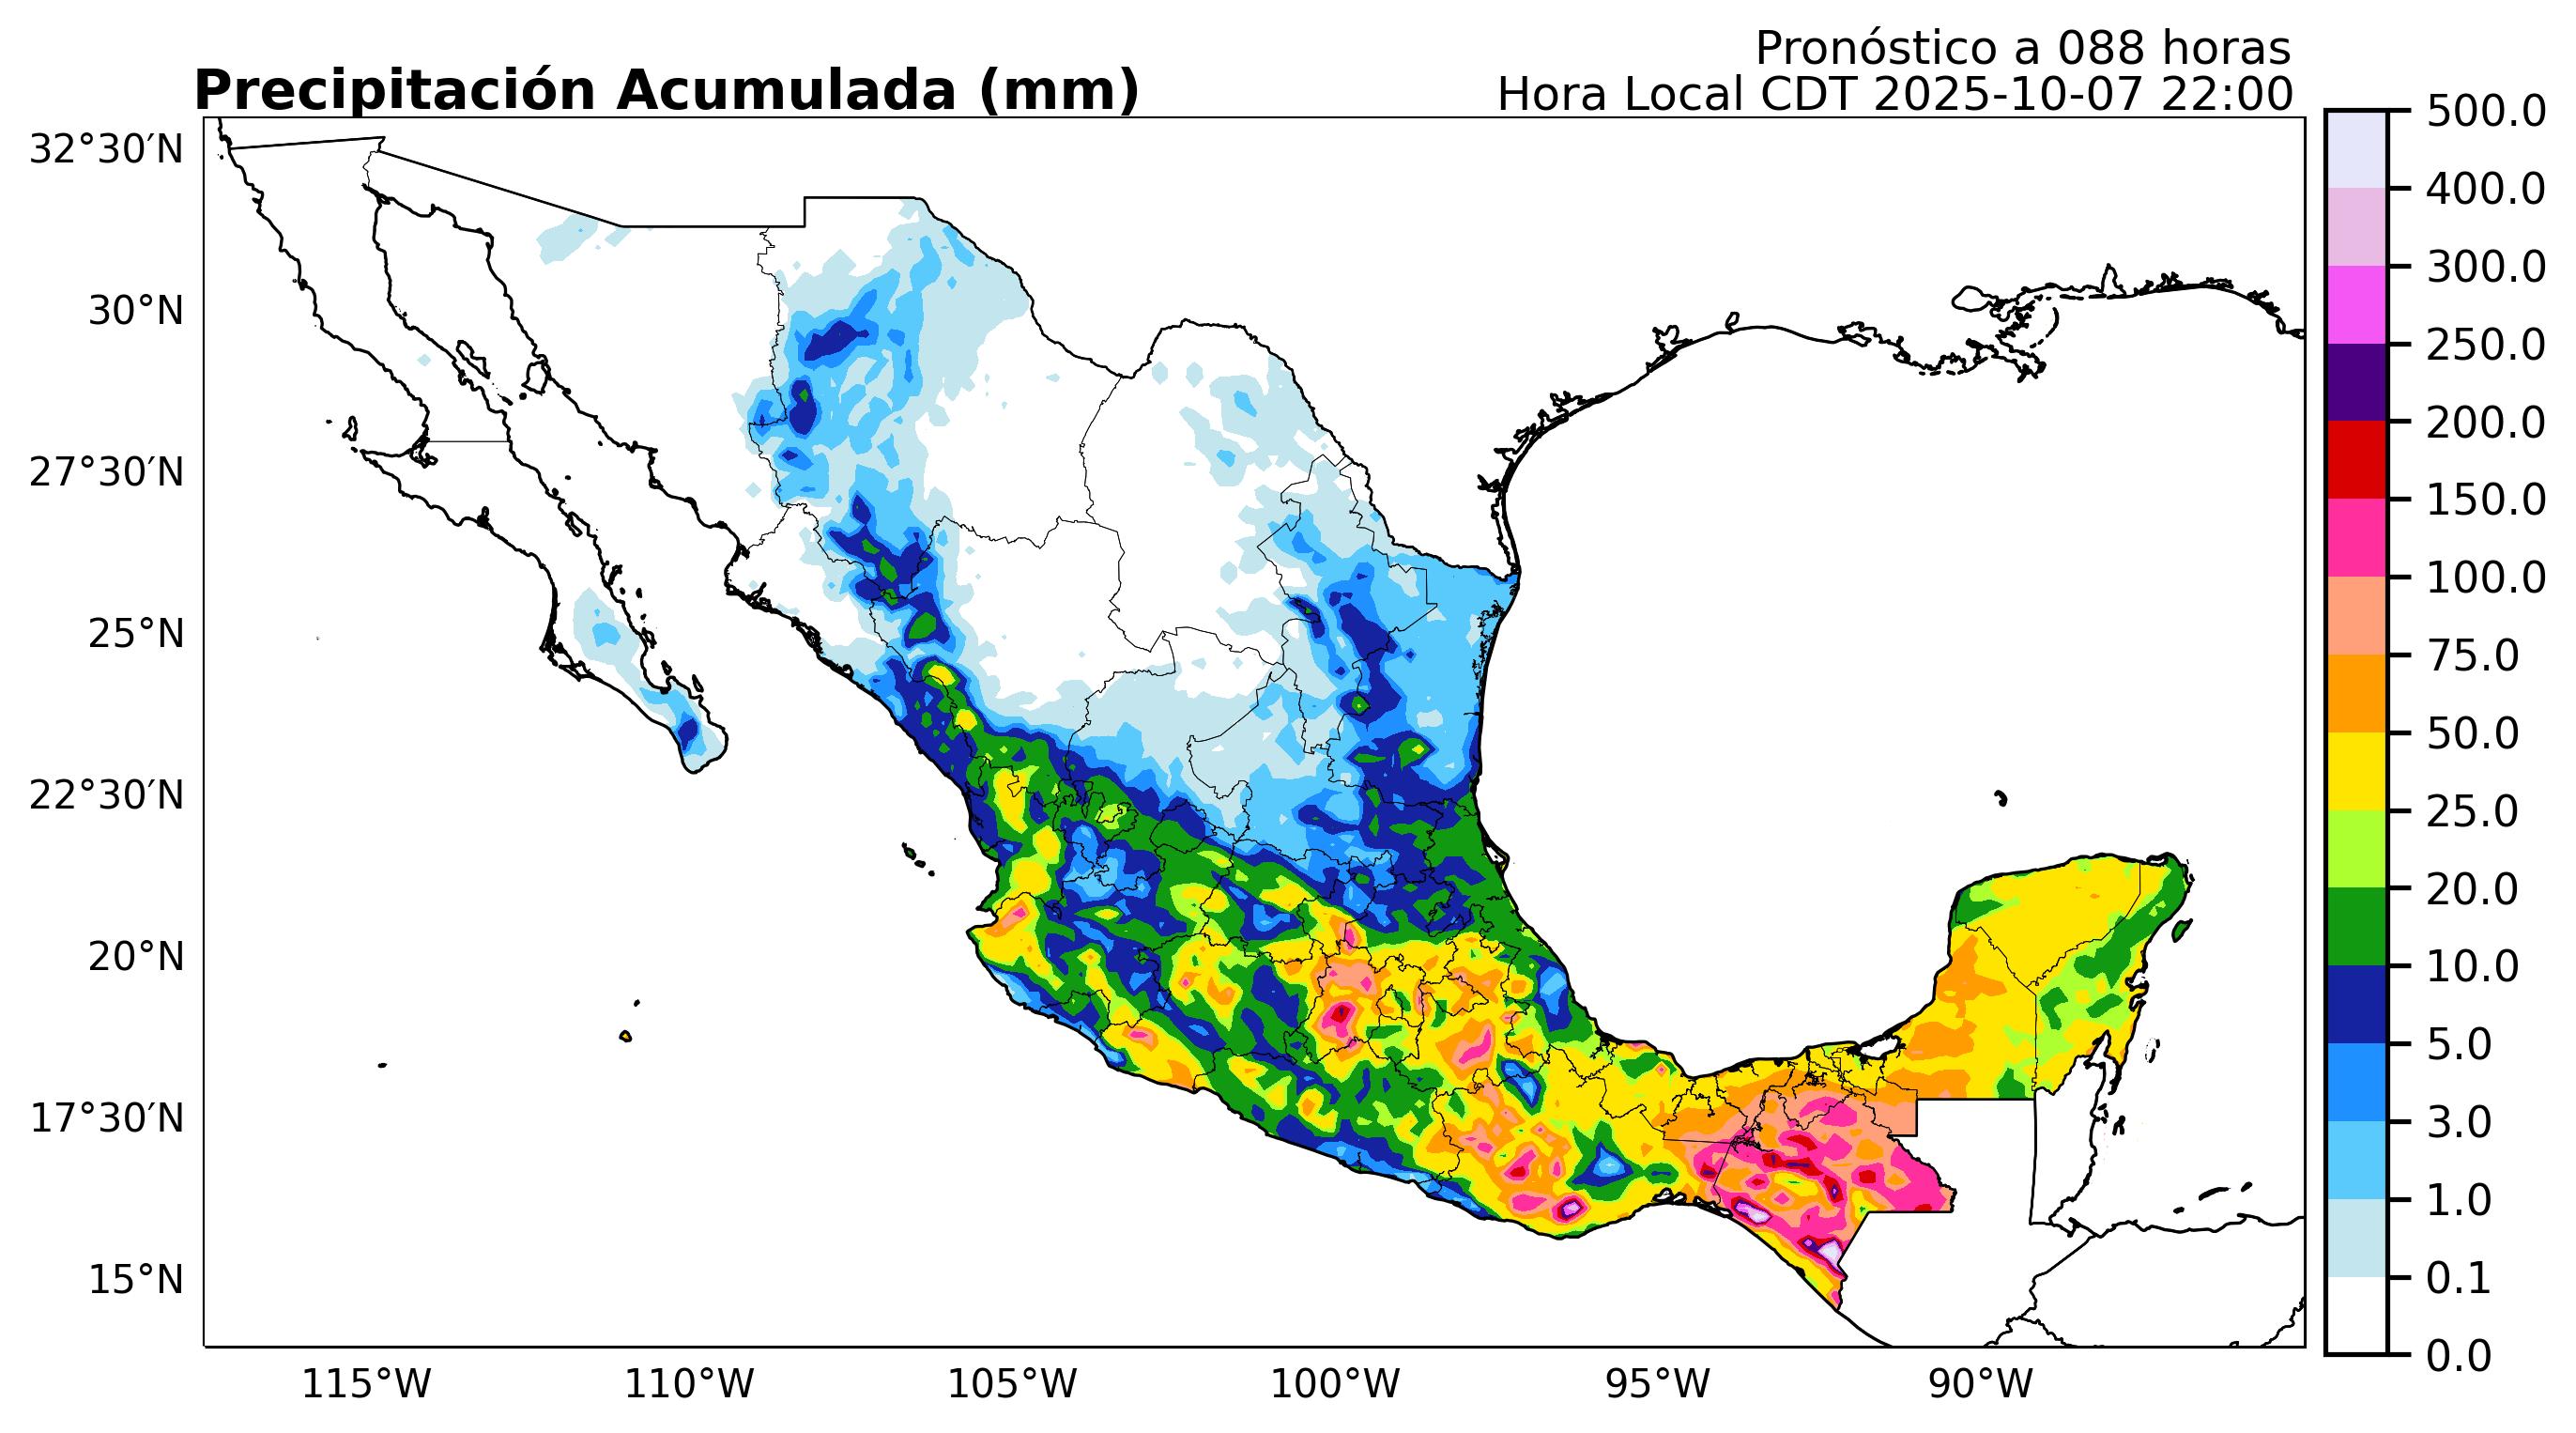 Pronóstico a 088 horas
Precipitación Acumulada (mm)
Hora Local CDT 2025-10-07 22:00
32°30′N
30°N
27°30′N
25°N
22°30′N
20°N
17°30′N
15°N
115°W
110°W
105°W
100°W
95°W
90°W
500.0
400.0
300.0
250.0
200.0
150.0
100.0
75.0
50.0
25.0
20.0
10.0
5.0
3.0
1.0
0.1
0.0